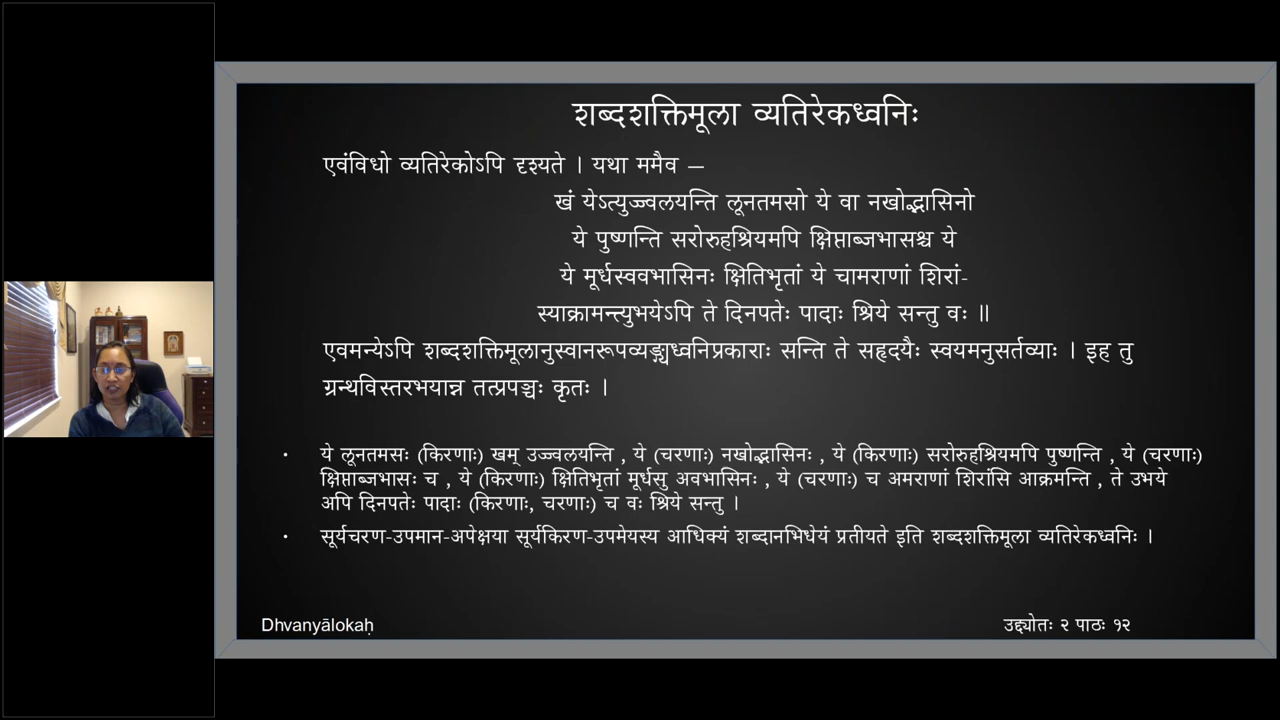 शब्दशक्तिमूला व्यतिरेकध्वनिः
एवंविधो व्यतिरेकोऽपि दृश्यते । यथा ममैव –
खं येऽत्युज्ज्वलयन्ति लूनतमसो ये वा नखोद्भासिनो
ये पुष्णन्ति सरोरुहश्रियमपि क्षिप्ताब्जभासश्च ये
ये मूर्धस्ववभासिनः क्षितिभृतां ये चामराणां शिरां-
स्याक्रामन्त्युभयेऽपि ते दिनपतेः पादाः श्रिये सन्तु वः ॥
एवमन्येऽपि शब्दशक्तिमूलानुस्वानरूपव्यङ्ग्यध्वनिप्रकाराः सन्ति ते सहृदयैः स्वयमनुसर्तव्याः । इह तु
ग्रन्थविस्तरभयान्न तत्प्रपञ्चः कृतः ।
• ये लूनतमसः (किरणाः) खम् उज्ज्वलयन्ति , ये (चरणाः) नखोद्भासिनः , ये (किरणाः) सरोरुहश्रियमपि पुष्णन्ति , ये (चरणाः)
क्षिप्ताब्जभासः च , ये (किरणाः) क्षितिभृतां मूर्धसु अवभासिनः , ये (चरणाः) च अमराणां शिरांसि आक्रमन्ति , ते उभये
अपि दिनपतेः पादाः (किरणाः, चरणाः) च वः श्रिये सन्तु ।
• सूर्यचरण-उपमान-अपेक्षया सूर्यकिरण-उपमेयस्य आधिक्यं शब्दानभिधेयं प्रतीयते इति शब्दशक्तिमूला व्यतिरेकध्वनिः ।
Dhvanyālokaḥ
उद्द्योतः २ पाठः १२